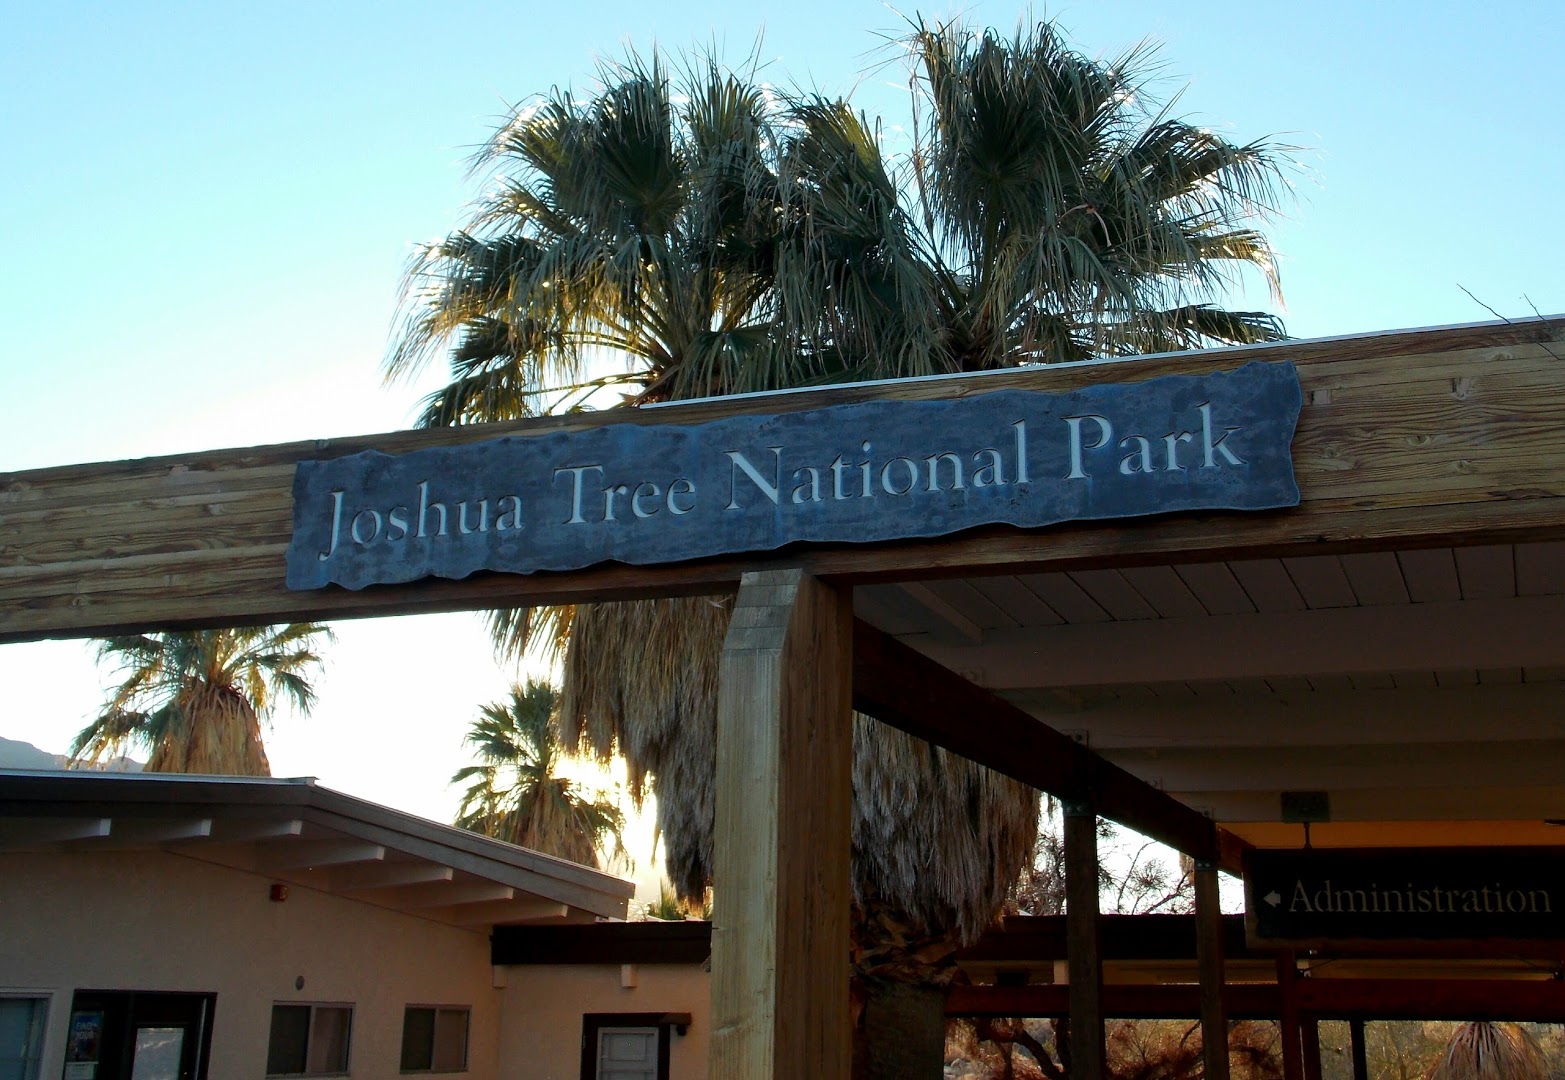 Joshua Tree National Park
← Administration